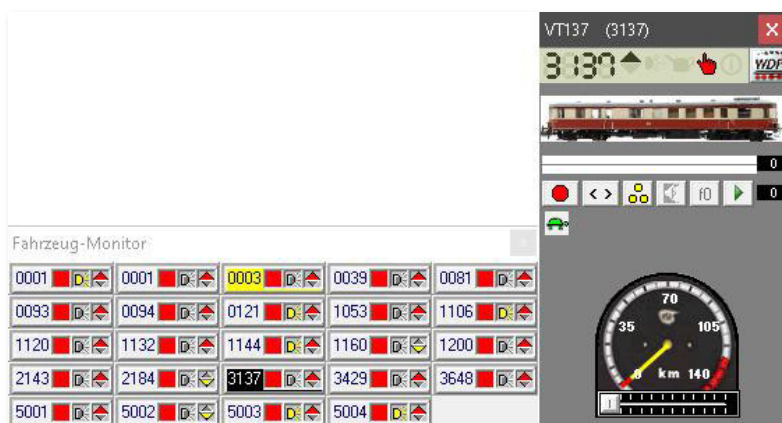 VT137 (3137)
3137
WDP
0
f0
0
Fahrzeug-Monitor
0001 D 0001 D 0003 D 0039 D 0081 D
0093 D 0094 D 0121 D 1053 D 1106 D
1120 D 1132 D 1144 D 1160 D 1200 D
2143 D 2184 D 3137 D 3429 D 3648 D
5001 D 5002 D 5003 D 5004 D
70
35 105
0 km 140